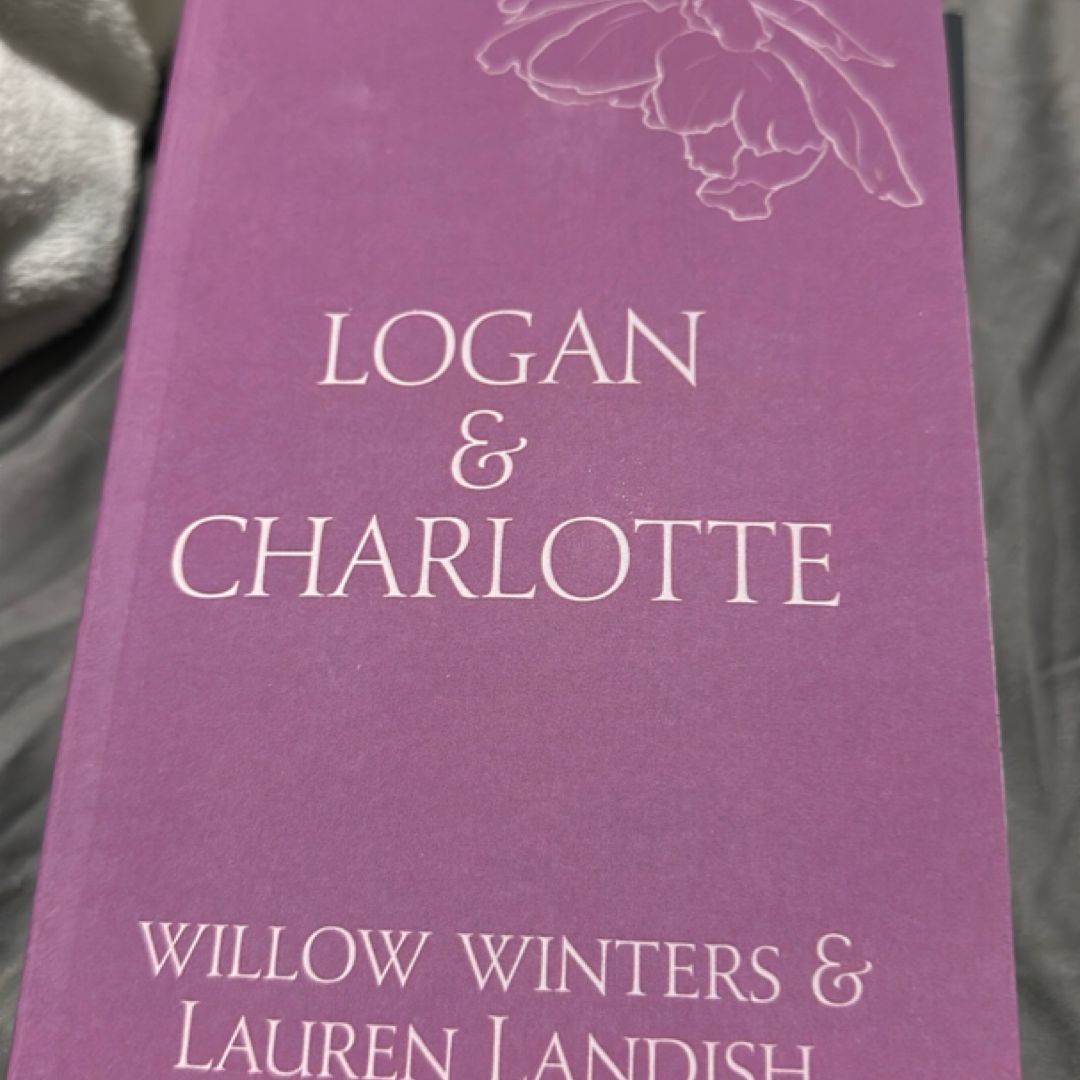 LOGAN
&
CHARLOTTE
WILLOW WINTERS &
LAUREN LANDISH